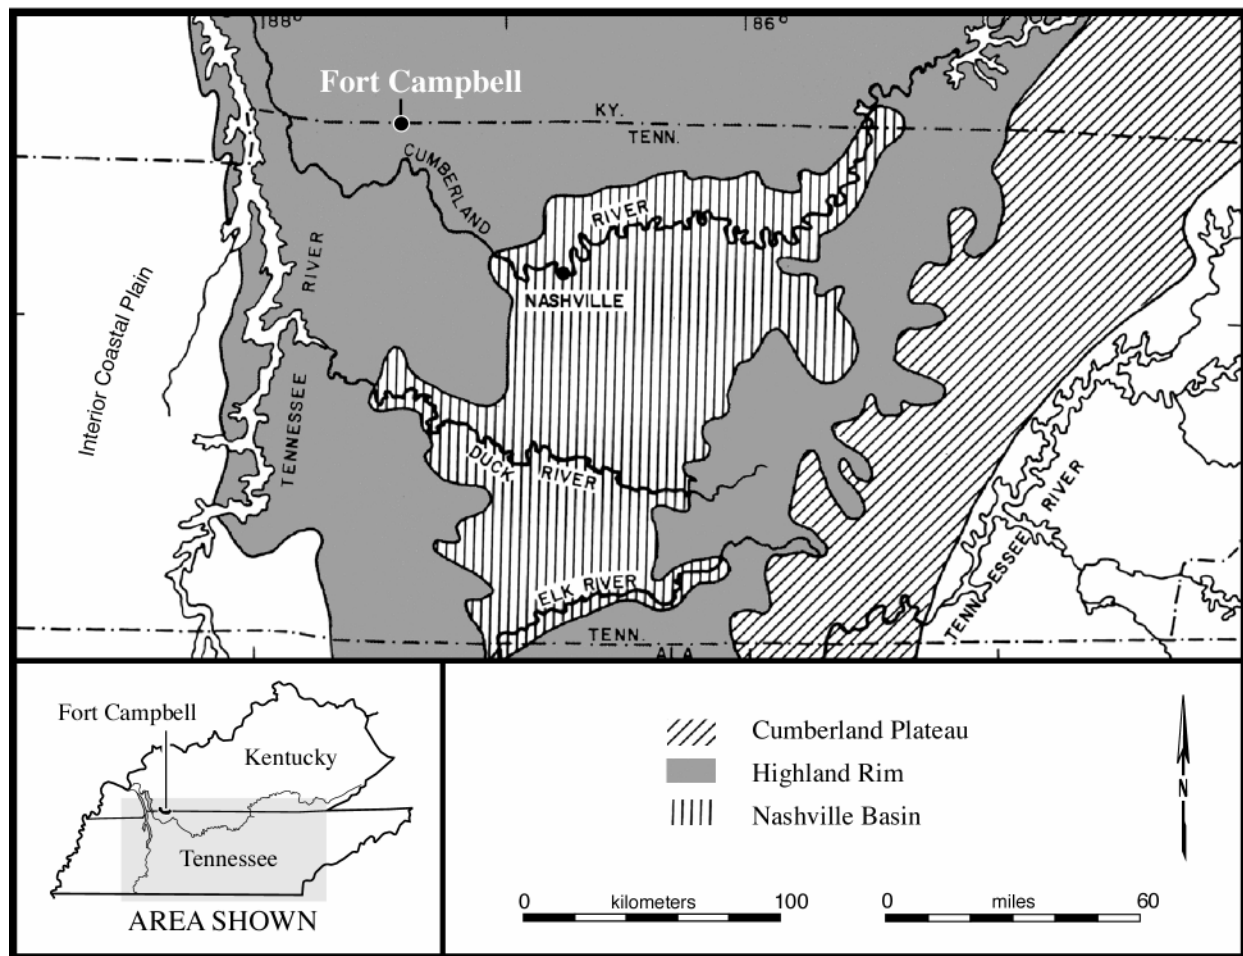 88°
86°
Fort Campbell
KY.
TENN.
CUMBERLAND
RIVER
NASHVILLE
RIVER
TENNESSEE
Interior Coastal Plain
DUCK
RIVER
ELK RIVER
TENNESSEE
RIVER
TENN.
ALA
Fort Campbell
Kentucky
Tennessee
AREA SHOWN
Cumberland Plateau
Highland Rim
Nashville Basin
N
0 kilometers 100
0 miles 60